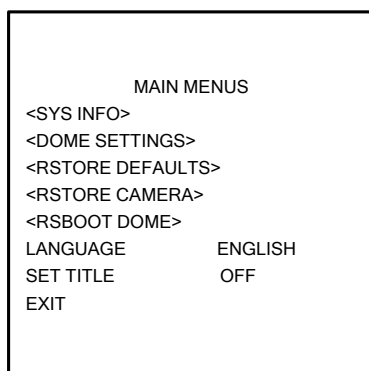 MAIN MENUS
<SYS INFO>
<DOME SETTINGS>
<RSTORE DEFAULTS>
<RSTORE CAMERA>
<RSBOOT DOME>
LANGUAGE ENGLISH
SET TITLE OFF
EXIT